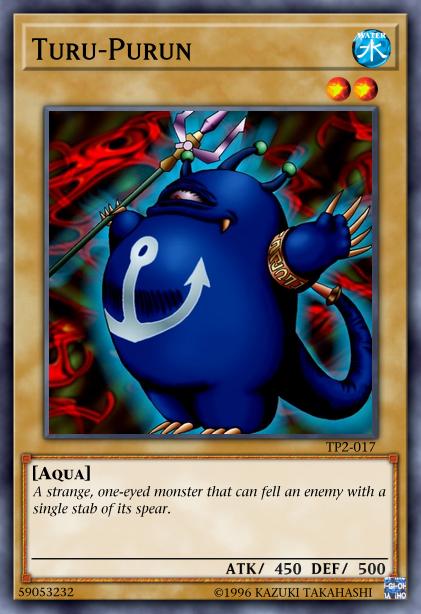 TURU-PURUN
WATER
水
TP2-017
[AQUA]
A strange, one-eyed monster that can fell an enemy with a
single stab of its spear.
ATK/ 450 DEF/ 500
59053232
©1996 KAZUKI TAKAHASHI